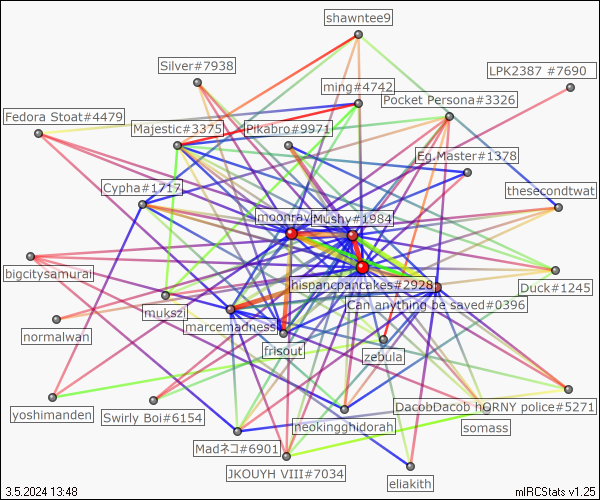 shawntee9
Silver#7938
LPK2387 #7690
ming#4742
Pocket Persona#3326
Fedora Stoat#4479
Majestic#3375
Pikabro#9971
Eg.Master#1378
Cypha#1717
thesecondtwat
Mushy#1984
bigcitysamurai
hispancpancakes#2928
Duck#1245
mukszi
Can anything be saved#0396
marcemadness
normalwan
frisout
zebula
yoshimanden
Swirly Boi#6154
DacobDacob hORNY police#5271
neokingghidorah
somass
Madネコ#6901
JKOUYH VIII#7034
eliakith
3.5.2024 13:48
mIRCStats v1.25